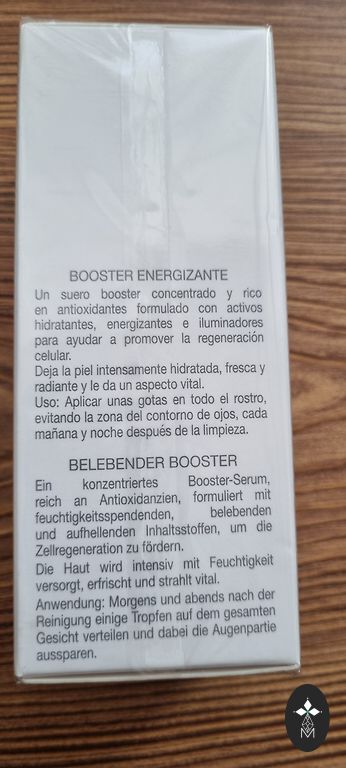 BOOSTER ENERGIZANTE
Un suero booster concentrado y rico
en antioxidantes formulado con activos
hidratantes, energizantes e iluminadores
para ayudar a promover la regeneración
celular.
Deja la piel intensamente hidratada, fresca y
radiante y le da un aspecto vital.
Uso: Aplicar unas gotas en todo el rostro,
evitando la zona del contorno de ojos, cada
mañana y noche después de la limpieza.
BELEBENDER BOOSTER
Ein konzentriertes Booster-Serum,
reich an Antioxidanzien, formuliert mit
feuchtigkeitsspendenden, belebenden
und aufhellenden Inhaltsstoffen, um die
Zellregeneration zu fördern.
Die Haut wird intensiv mit Feuchtigkeit
versorgt, erfrischt und strahlt vital.
Anwendung: Morgens und abends nach der
Reinigung einige Tropfen auf dem gesamten
Gesicht verteilen und dabei die Augenpartie
aussparen.
M